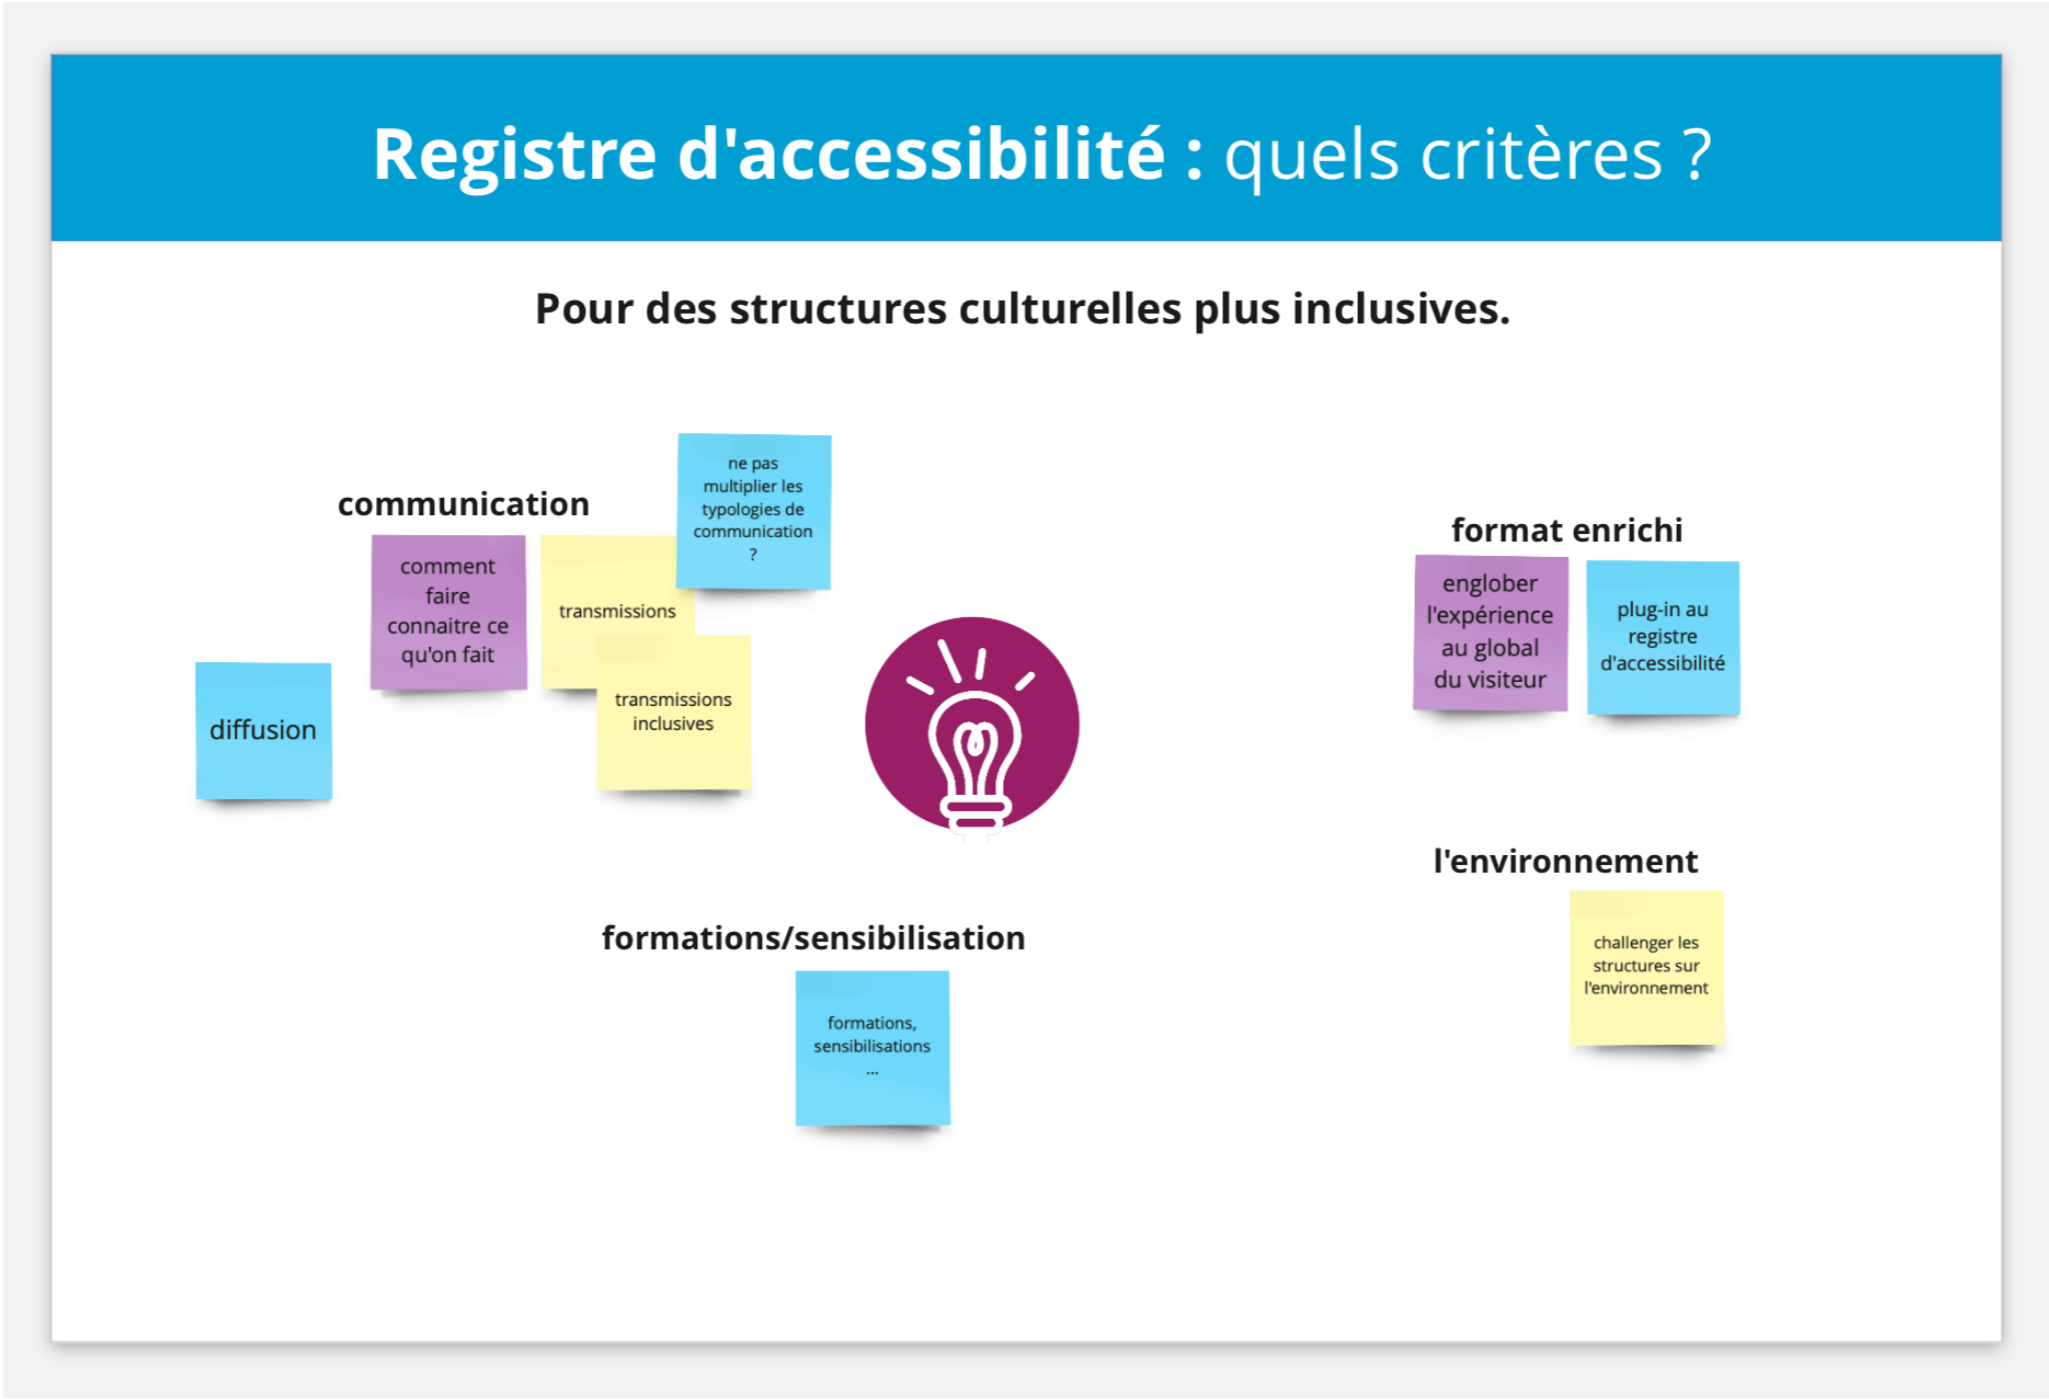 Registre d'accessibilité : quels critères ?
Pour des structures culturelles plus inclusives.
communication
ne pas
multiplier les
typologies de
communication
?
comment
faire
connaitre ce
qu'on fait
transmissions
transmissions
inclusives
diffusion
format enrichi
englober
l'expérience
au global
du visiteur
plug-in au
registre
d'accessibilité
formations/sensibilisation
formations,
sensibilisations
...
l'environnement
challenger les
structures sur
l'environnement